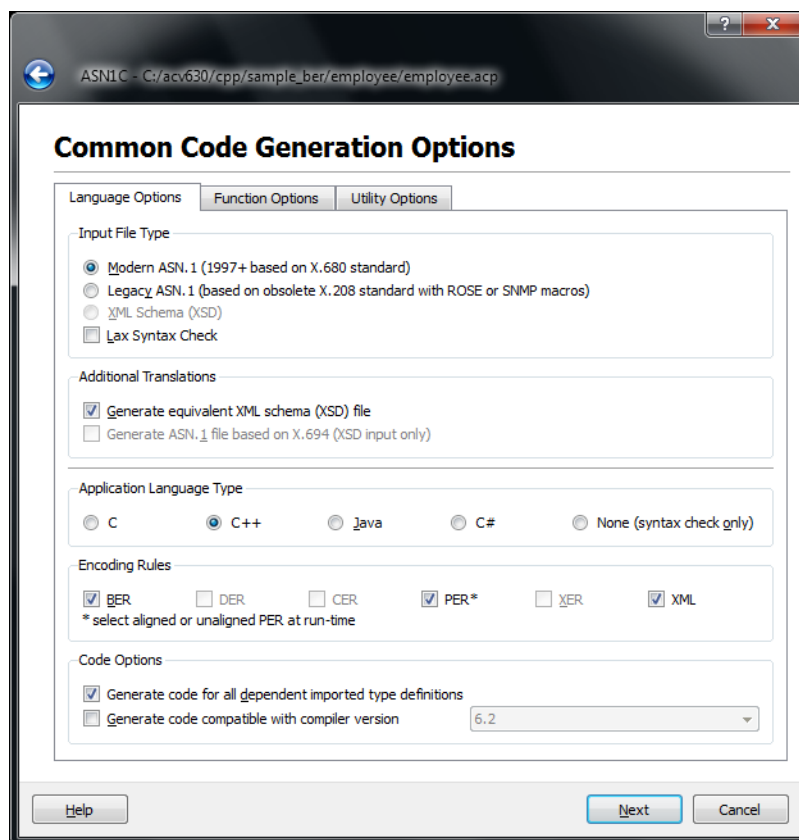 ?
X
ASN1C - C:/acv630/cpp/sample_ber/employee/employee.acp
Common Code Generation Options
Language Options Function Options Utility Options
Input File Type
Modern ASN.1 (1997+ based on X.680 standard)
Legacy ASN.1 (based on obsolete X.208 standard with ROSE or SNMP macros)
XML Schema (XSD)
Lax Syntax Check
Additional Translations
Generate equivalent XML schema (XSD) file
Generate ASN.1 file based on X.694 (XSD input only)
Application Language Type
C C++ Java C# None (syntax check only)
Encoding Rules
BER DER CER PER* XER XML
* select aligned or unaligned PER at run-time
Code Options
Generate code for all dependent imported type definitions
Generate code compatible with compiler version 6.2
Help Next Cancel